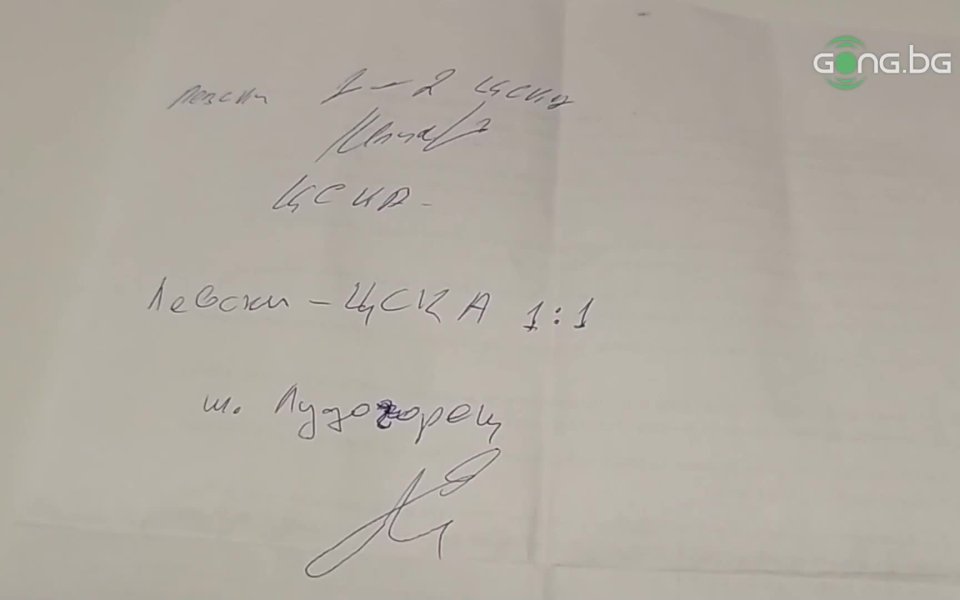 GONG.bg
Левски 1-2 ЦСКА
ЦСКА -
Левски - ЦСКА 1:1
ш. Лудогорец